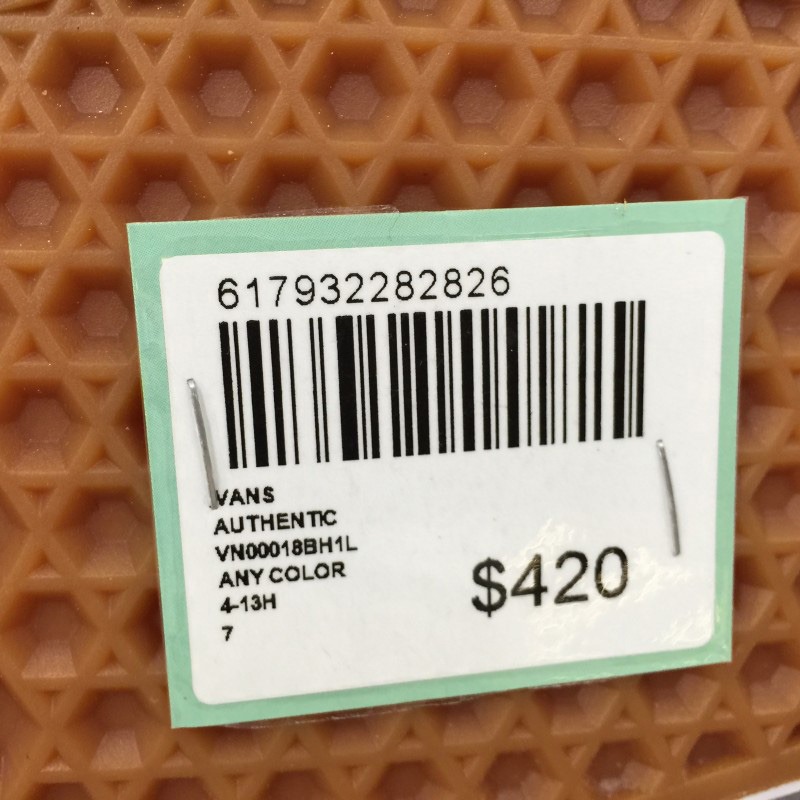 617932282826
VANS
AUTHENTIC
VN00018BH1L
ANY COLOR
4-13H
7
$420